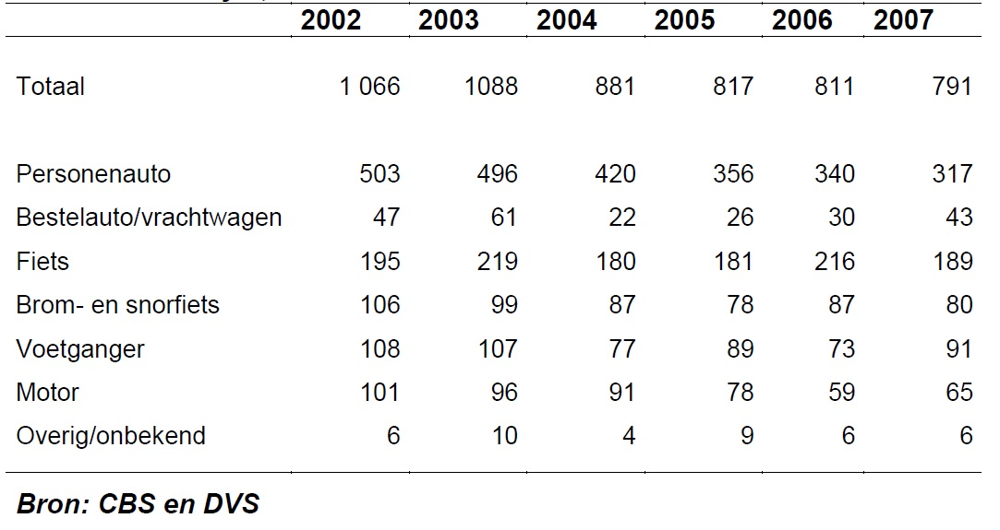 2002 2003 2004 2005 2006 2007
Totaal 1 066 1088 881 817 811 791
Personenauto 503 496 420 356 340 317
Bestelauto/vrachtwagen 47 61 22 26 30 43
Fiets 195 219 180 181 216 189
Brom- en snorfiets 106 99 87 78 87 80
Voetganger 108 107 77 89 73 91
Motor 101 96 91 78 59 65
Overig/onbekend 6 10 4 9 6 6
Bron: CBS en DVS